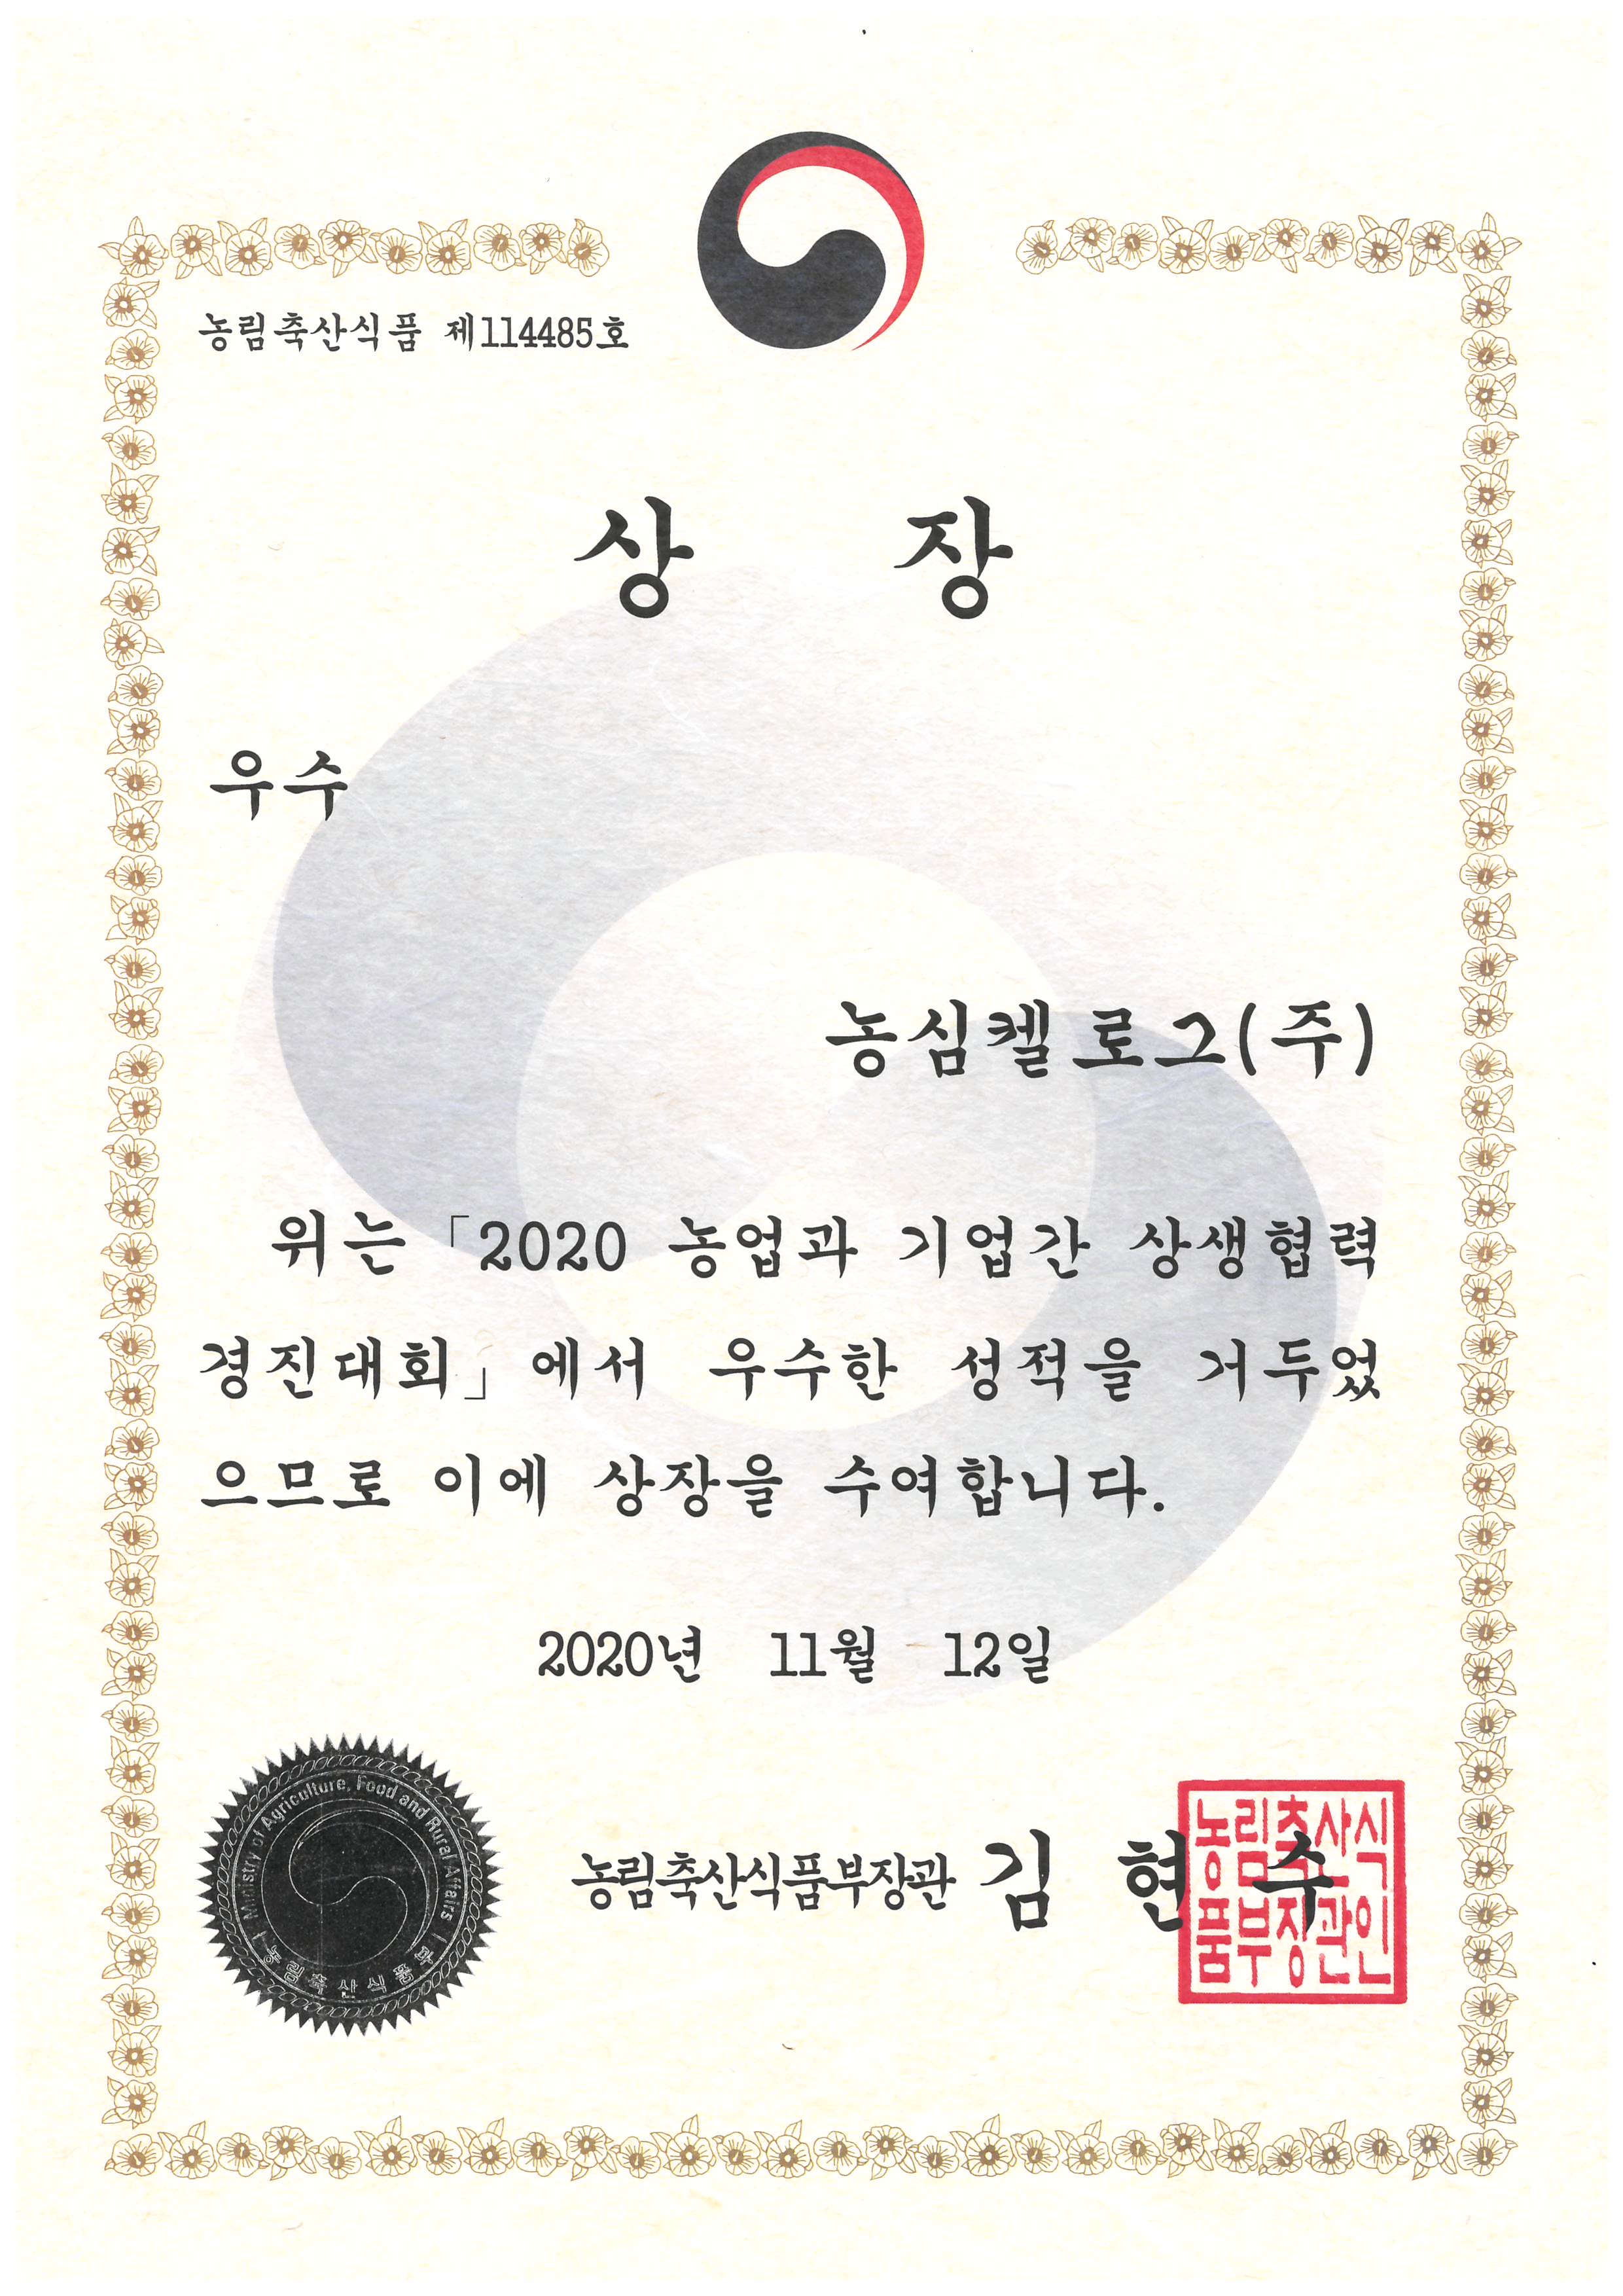 농림축산식품 제114485호
상 장
우수
농심켈로그(주)
위는「2020 농업과 기업간 상생협력
경진대회」에서 우수한 성적을 거두었
으므로 이에 상장을 수여합니다.
2020년 11월 12일
Ministry of Agriculture, Food and Rural Affairs
농림축산식품부
농림축산식품부장관 김 현 수
농림축산식
품부장관인